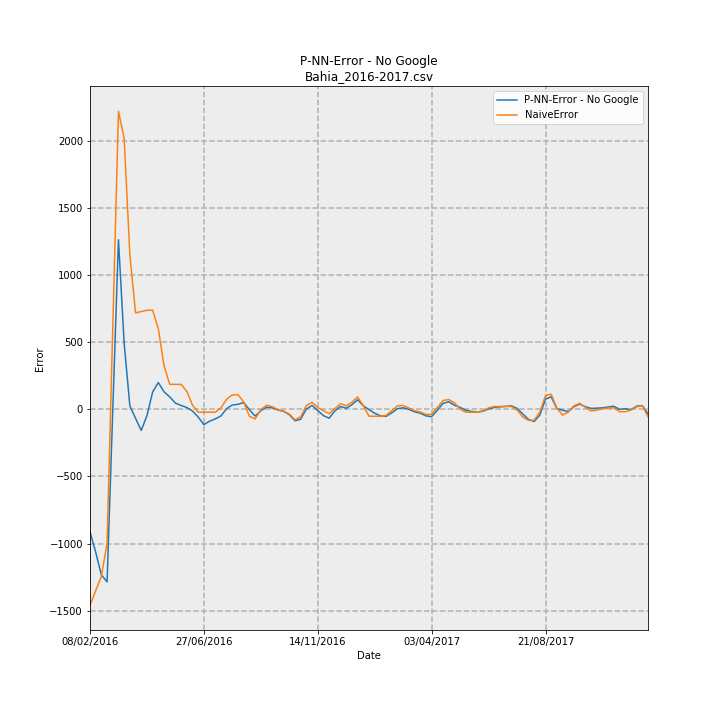 P-NN-Error - No Google
Bahia_2016-2017.csv
P-NN-Error - No Google
NaiveError
2000
1500
1000
500
0
−500
−1000
−1500
Error
08/02/2016
27/06/2016
14/11/2016
03/04/2017
21/08/2017
Date